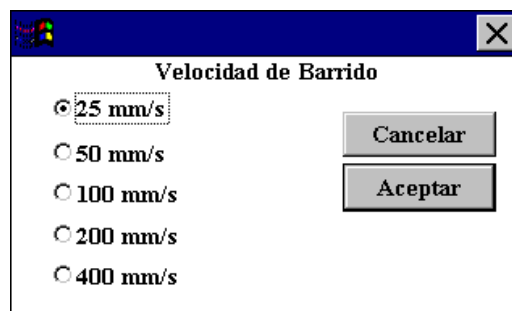 Velocidad de Barrido
25 mm/s
50 mm/s
100 mm/s
200 mm/s
400 mm/s
Cancelar
Aceptar